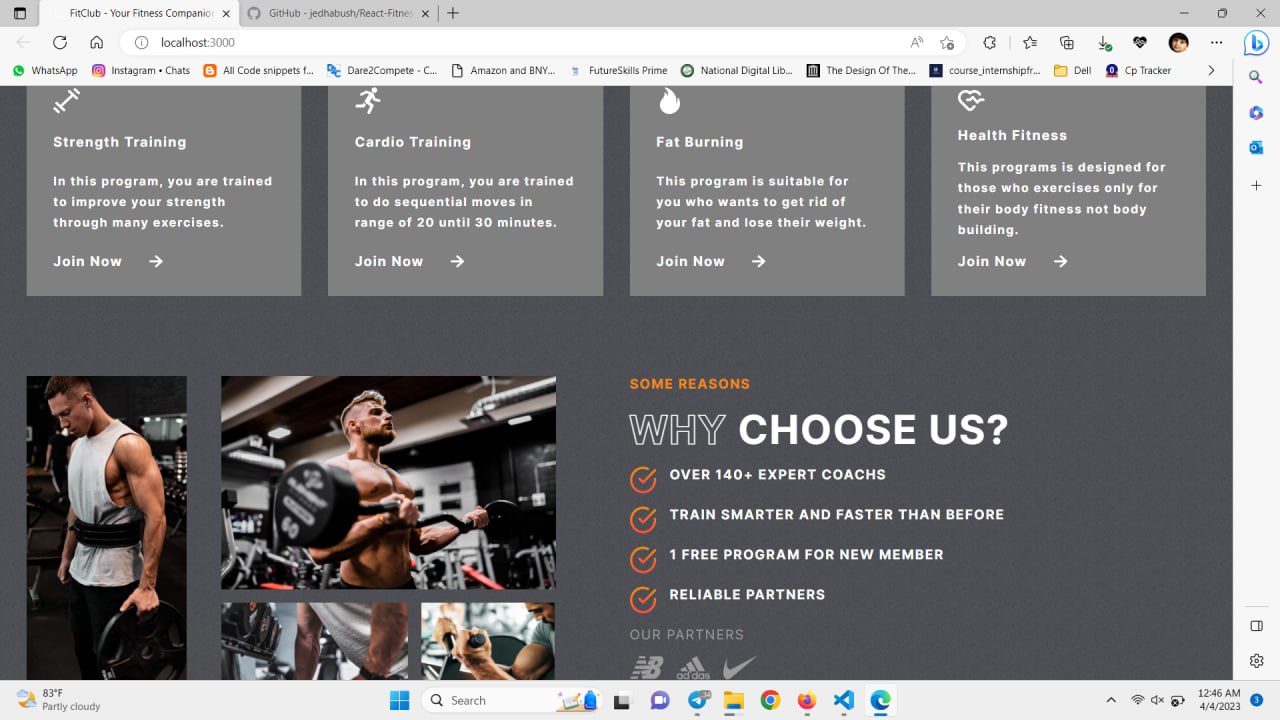 FitClub - Your Fitness Companion
GitHub - jedhabush/React-Fitnes
localhost:3000
WhatsApp
Instagram • Chats
All Code snippets f...
Dare2Compete - C...
Amazon and BNY...
FutureSkills Prime
National Digital Lib...
The Design Of The...
course_internshipfr...
Dell
Cp Tracker
Strength Training
In this program, you are trained
to improve your strength
through many exercises.
Join Now
Cardio Training
In this program, you are trained
to do sequential moves in
range of 20 until 30 minutes.
Join Now
Fat Burning
This program is suitable for
you who wants to get rid of
your fat and lose their weight.
Join Now
Health Fitness
This programs is designed for
those who exercises only for
their body fitness not body
building.
Join Now
SOME REASONS
WHY CHOOSE US?
OVER 140+ EXPERT COACHS
TRAIN SMARTER AND FASTER THAN BEFORE
1 FREE PROGRAM FOR NEW MEMBER
RELIABLE PARTNERS
OUR PARTNERS
adidas
83°F
Partly cloudy
Search
34
12:46 AM
4/4/2023
3